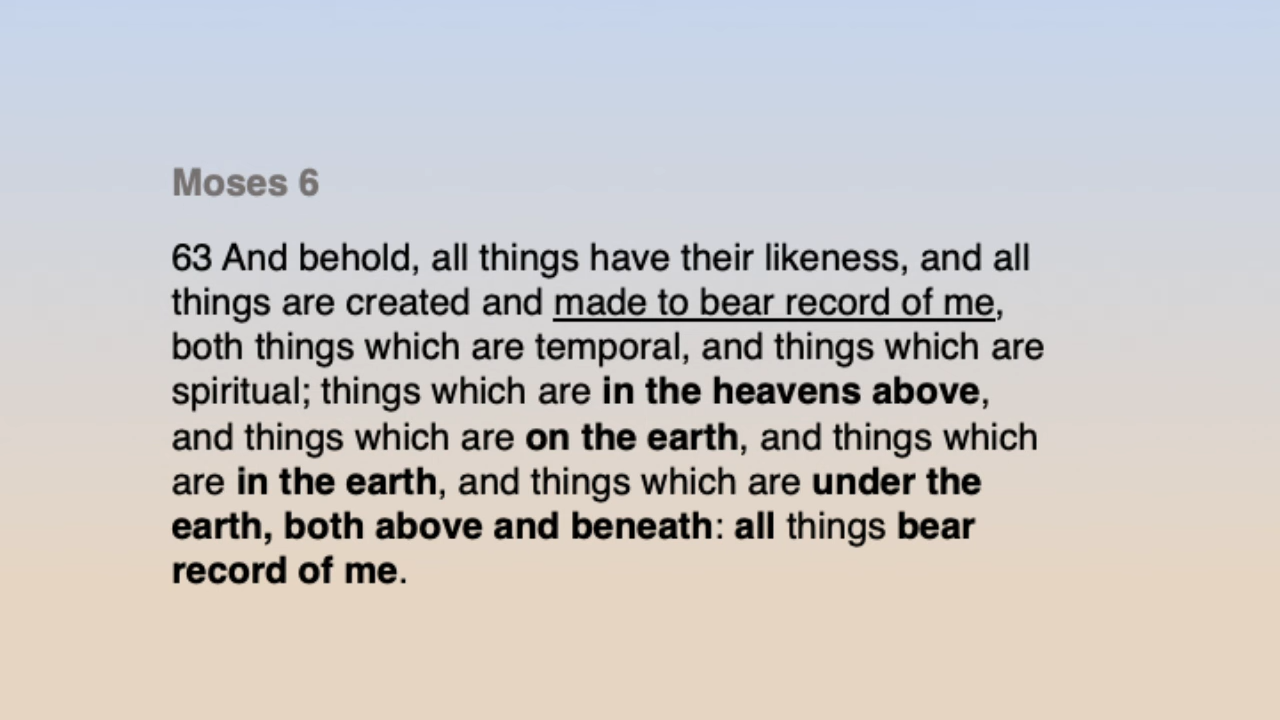 Moses 6
63 And behold, all things have their likeness, and all
things are created and made to bear record of me,
both things which are temporal, and things which are
spiritual; things which are in the heavens above,
and things which are on the earth, and things which
are in the earth, and things which are under the
earth, both above and beneath: all things bear
record of me.